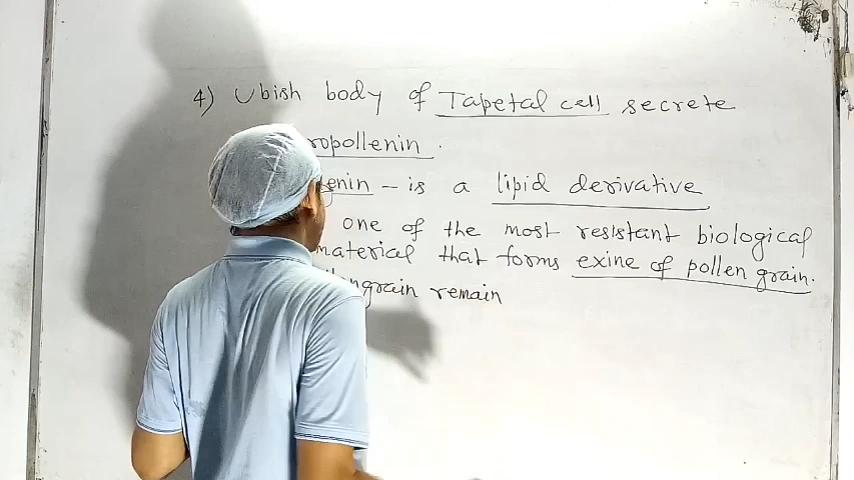 4) Ubish body of Tapetal cell secrete
ropollenin.
enin - is a lipid derivative
one of the most resistant biological
material that forms exine of pollen grain.
ngrain remain